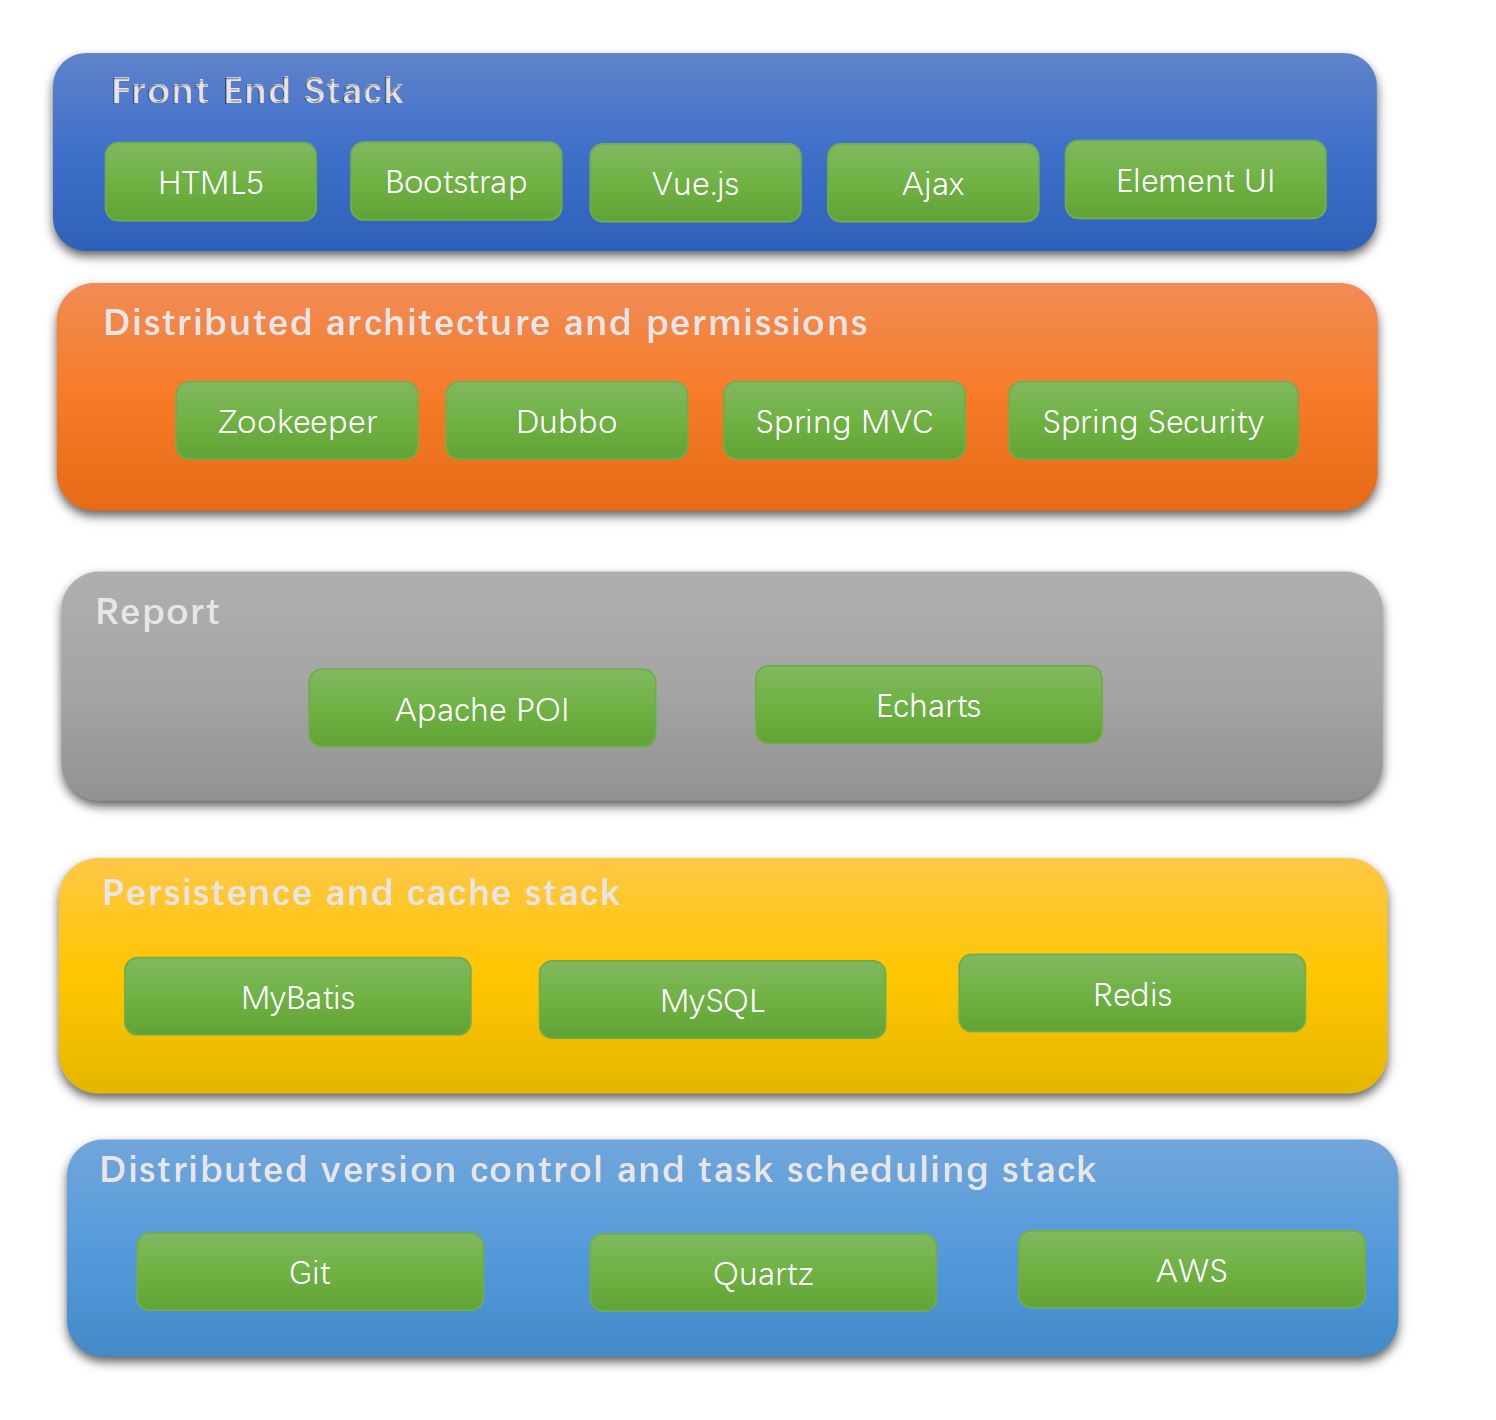 Front End Stack
HTML5 Bootstrap Vue.js Ajax Element UI
Distributed architecture and permissions
Zookeeper Dubbo Spring MVC Spring Security
Report
Apache POI Echarts
Persistence and cache stack
MyBatis MySQL Redis
Distributed version control and task scheduling stack
Git Quartz AWS